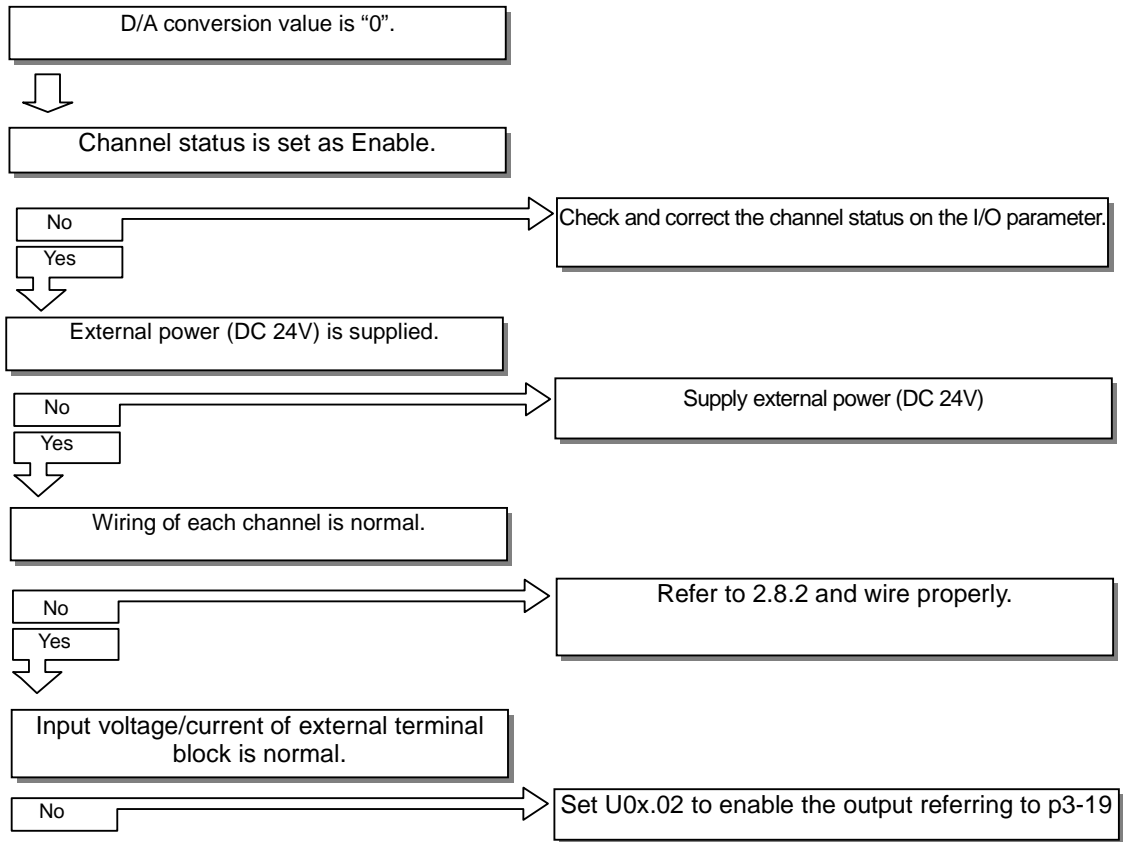 D/A conversion value is “0”.
Channel status is set as Enable.
No
Check and correct the channel status on the I/O parameter.
Yes
External power (DC 24V) is supplied.
No
Supply external power (DC 24V)
Yes
Wiring of each channel is normal.
No
Refer to 2.8.2 and wire properly.
Yes
Input voltage/current of external terminal
block is normal.
No
Set U0x.02 to enable the output referring to p3-19